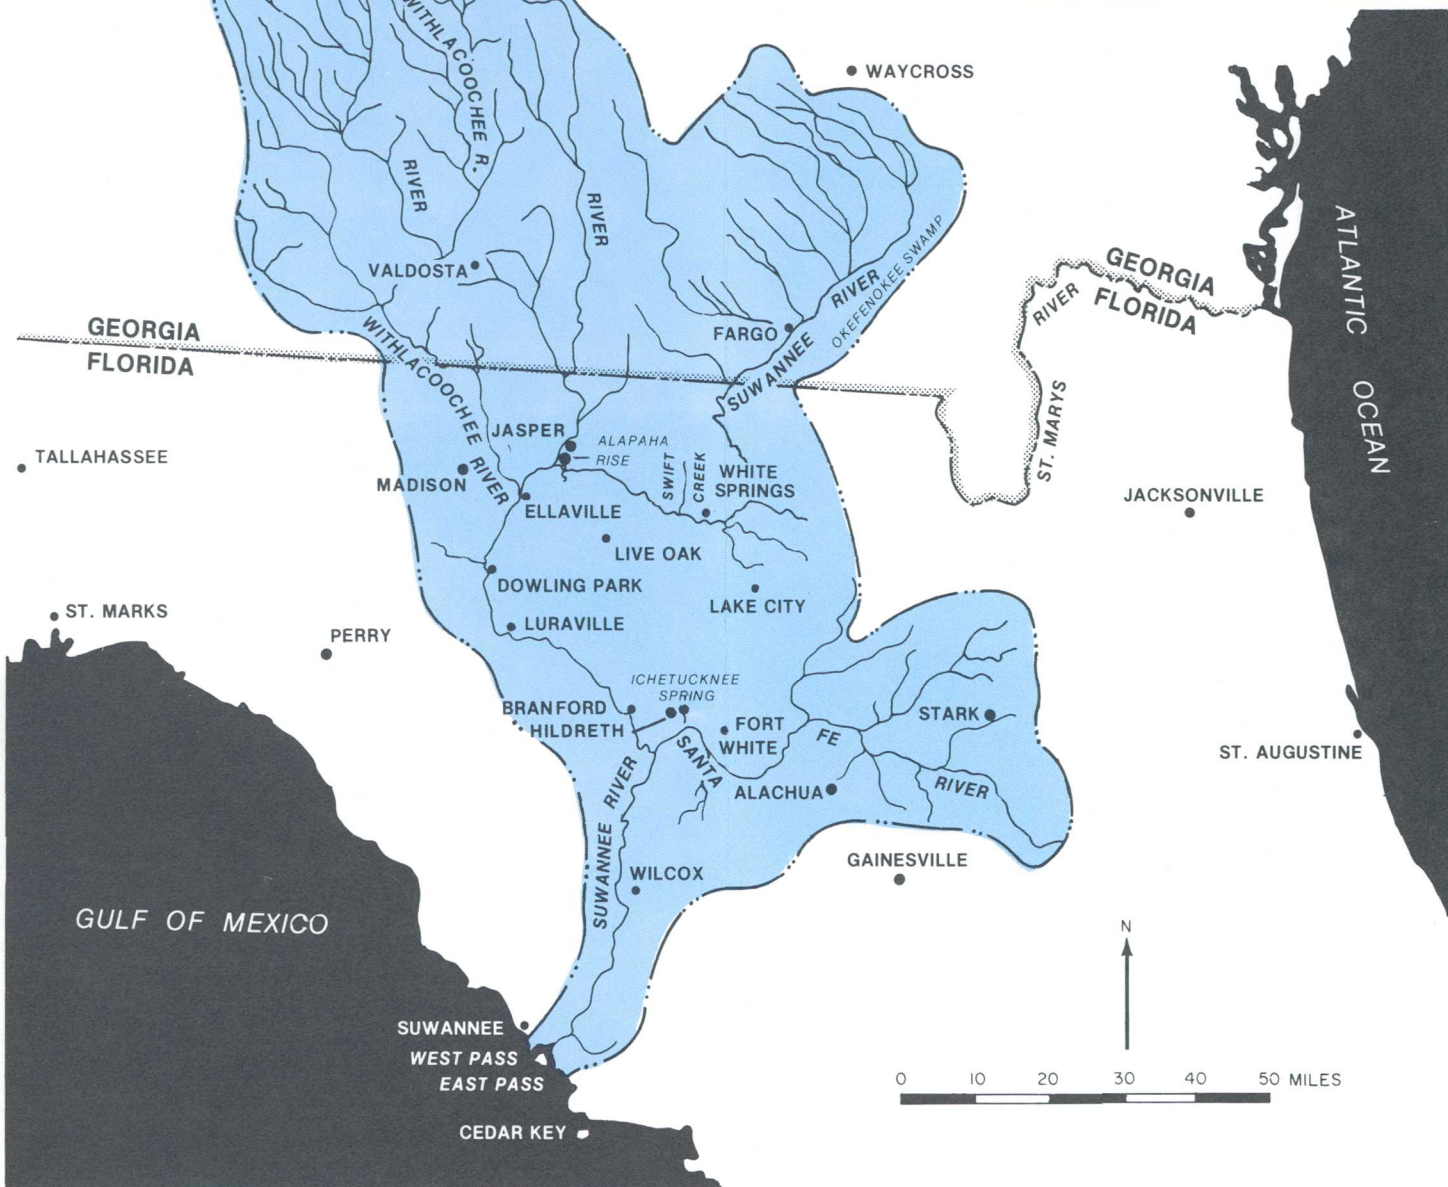 WITHLACOOCHEE R.
WAYCROSS
RIVER
RIVER
VALDOSTA
RIVER
OKEFENOKEE SWAMP
FARGO
SUWANNEE
GEORGIA
FLORIDA
GEORGIA
FLORIDA
RIVER
ST. MARYS
ATLANTIC OCEAN
WITHLACOOCHEE RIVER
JASPER
ALAPAHA
RISE
SWIFT
CREEK
WHITE
SPRINGS
TALLAHASSEE
MADISON
ELLAVILLE
JACKSONVILLE
LIVE OAK
DOWLING PARK
LAKE CITY
ST. MARKS
PERRY
LURAVILLE
ICHETUCKNEE
SPRING
BRANFORD
HILDRETH
FORT
WHITE
STARK
SANTA
FE
RIVER
ST. AUGUSTINE
ALACHUA
SUWANNEE RIVER
WILCOX
GAINESVILLE
GULF OF MEXICO
N
SUWANNEE
WEST PASS
EAST PASS
CEDAR KEY
0 10 20 30 40 50 MILES